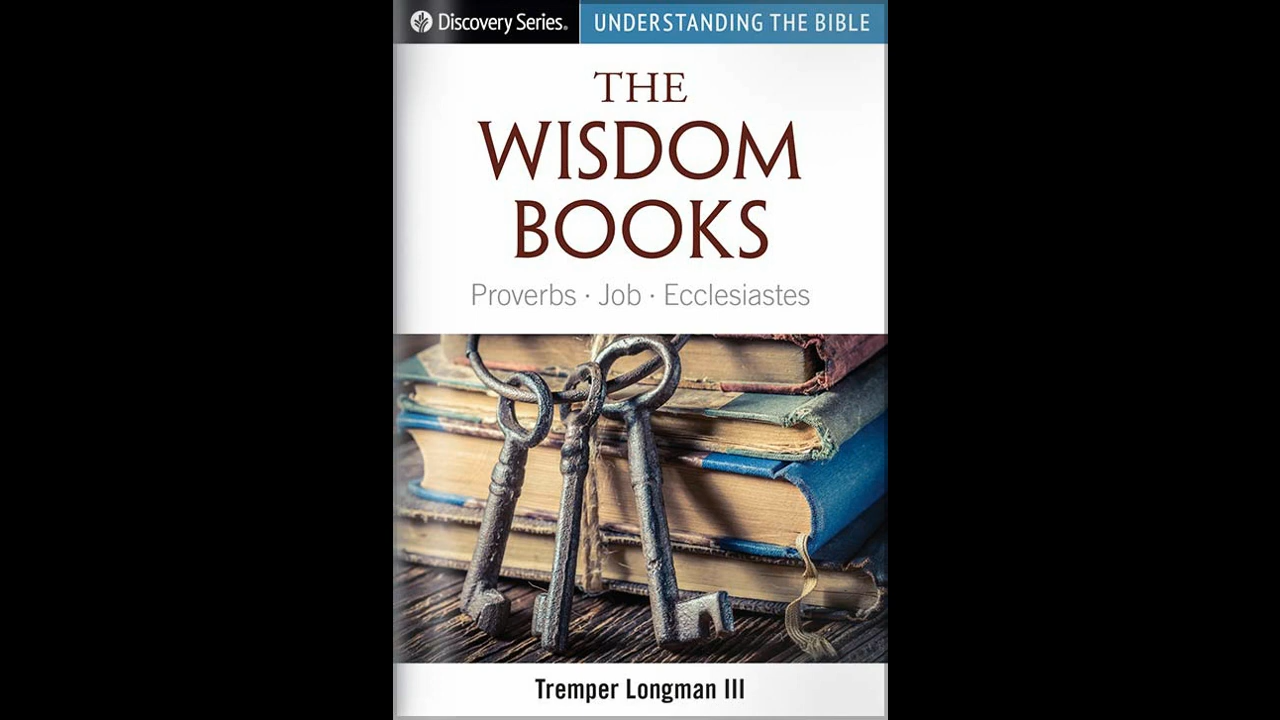 Discovery Series®
UNDERSTANDING THE BIBLE
THE
WISDOM
BOOKS
Proverbs · Job · Ecclesiastes
Tremper Longman III